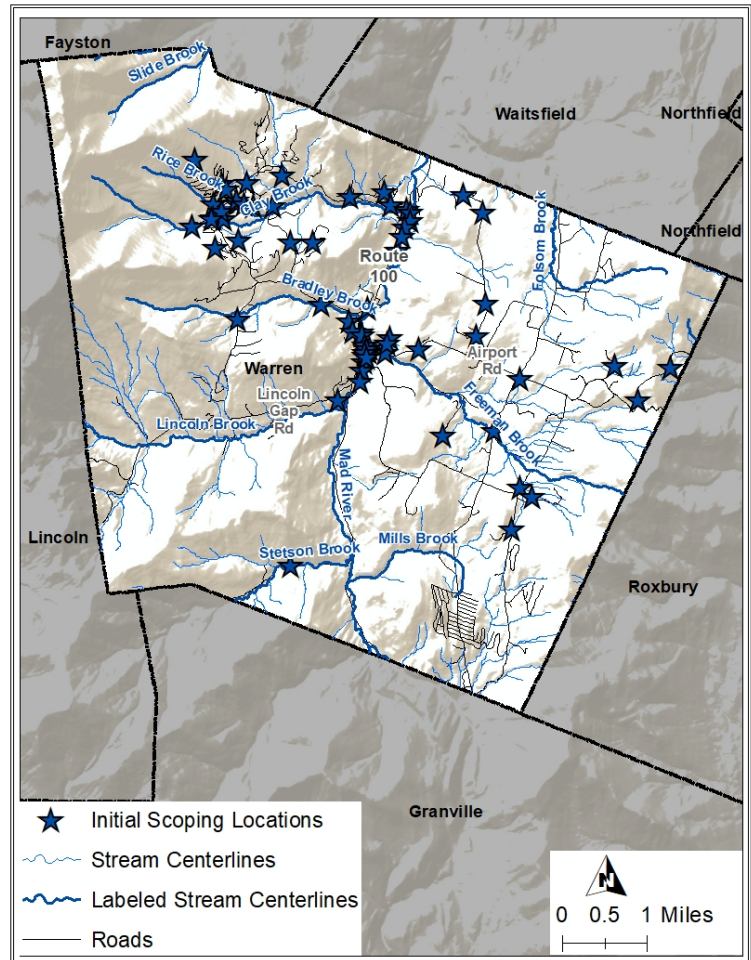 Fayston
Slide Brook
Waitsfield
Northfield
Rice Brook
Clay Brook
Folsom Brook
Northfield
Route
100
Bradley Brook
Warren
Airport
Rd
Lincoln
Gap
Rd
Lincoln Brook
Freeman Brook
Mad River
Lincoln
Stetson Brook
Mills Brook
Roxbury
Granville
Initial Scoping Locations
Stream Centerlines
Labeled Stream Centerlines
Roads
N
0 0.5 1 Miles